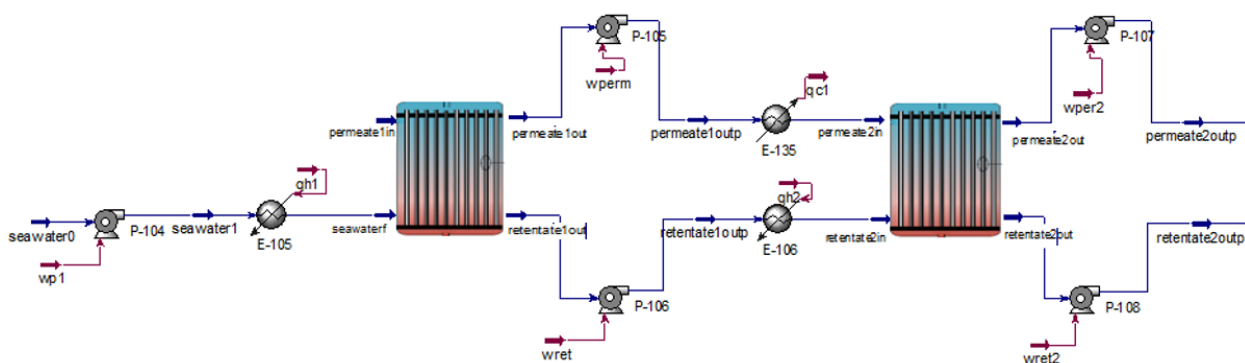 P-105
wperm
permeate1in
permeate1out
permeate1outp
qc1
E-135
permeate2in
P-107
wper2
permeate2out
permeate2outp
seawater0
P-104
wp1
seawater1
qh1
E-105
seawaterf
retentate1out
P-106
wret
retentate1outp
qh2
E-106
retentate2in
retentate2out
P-108
wret2
retentate2outp